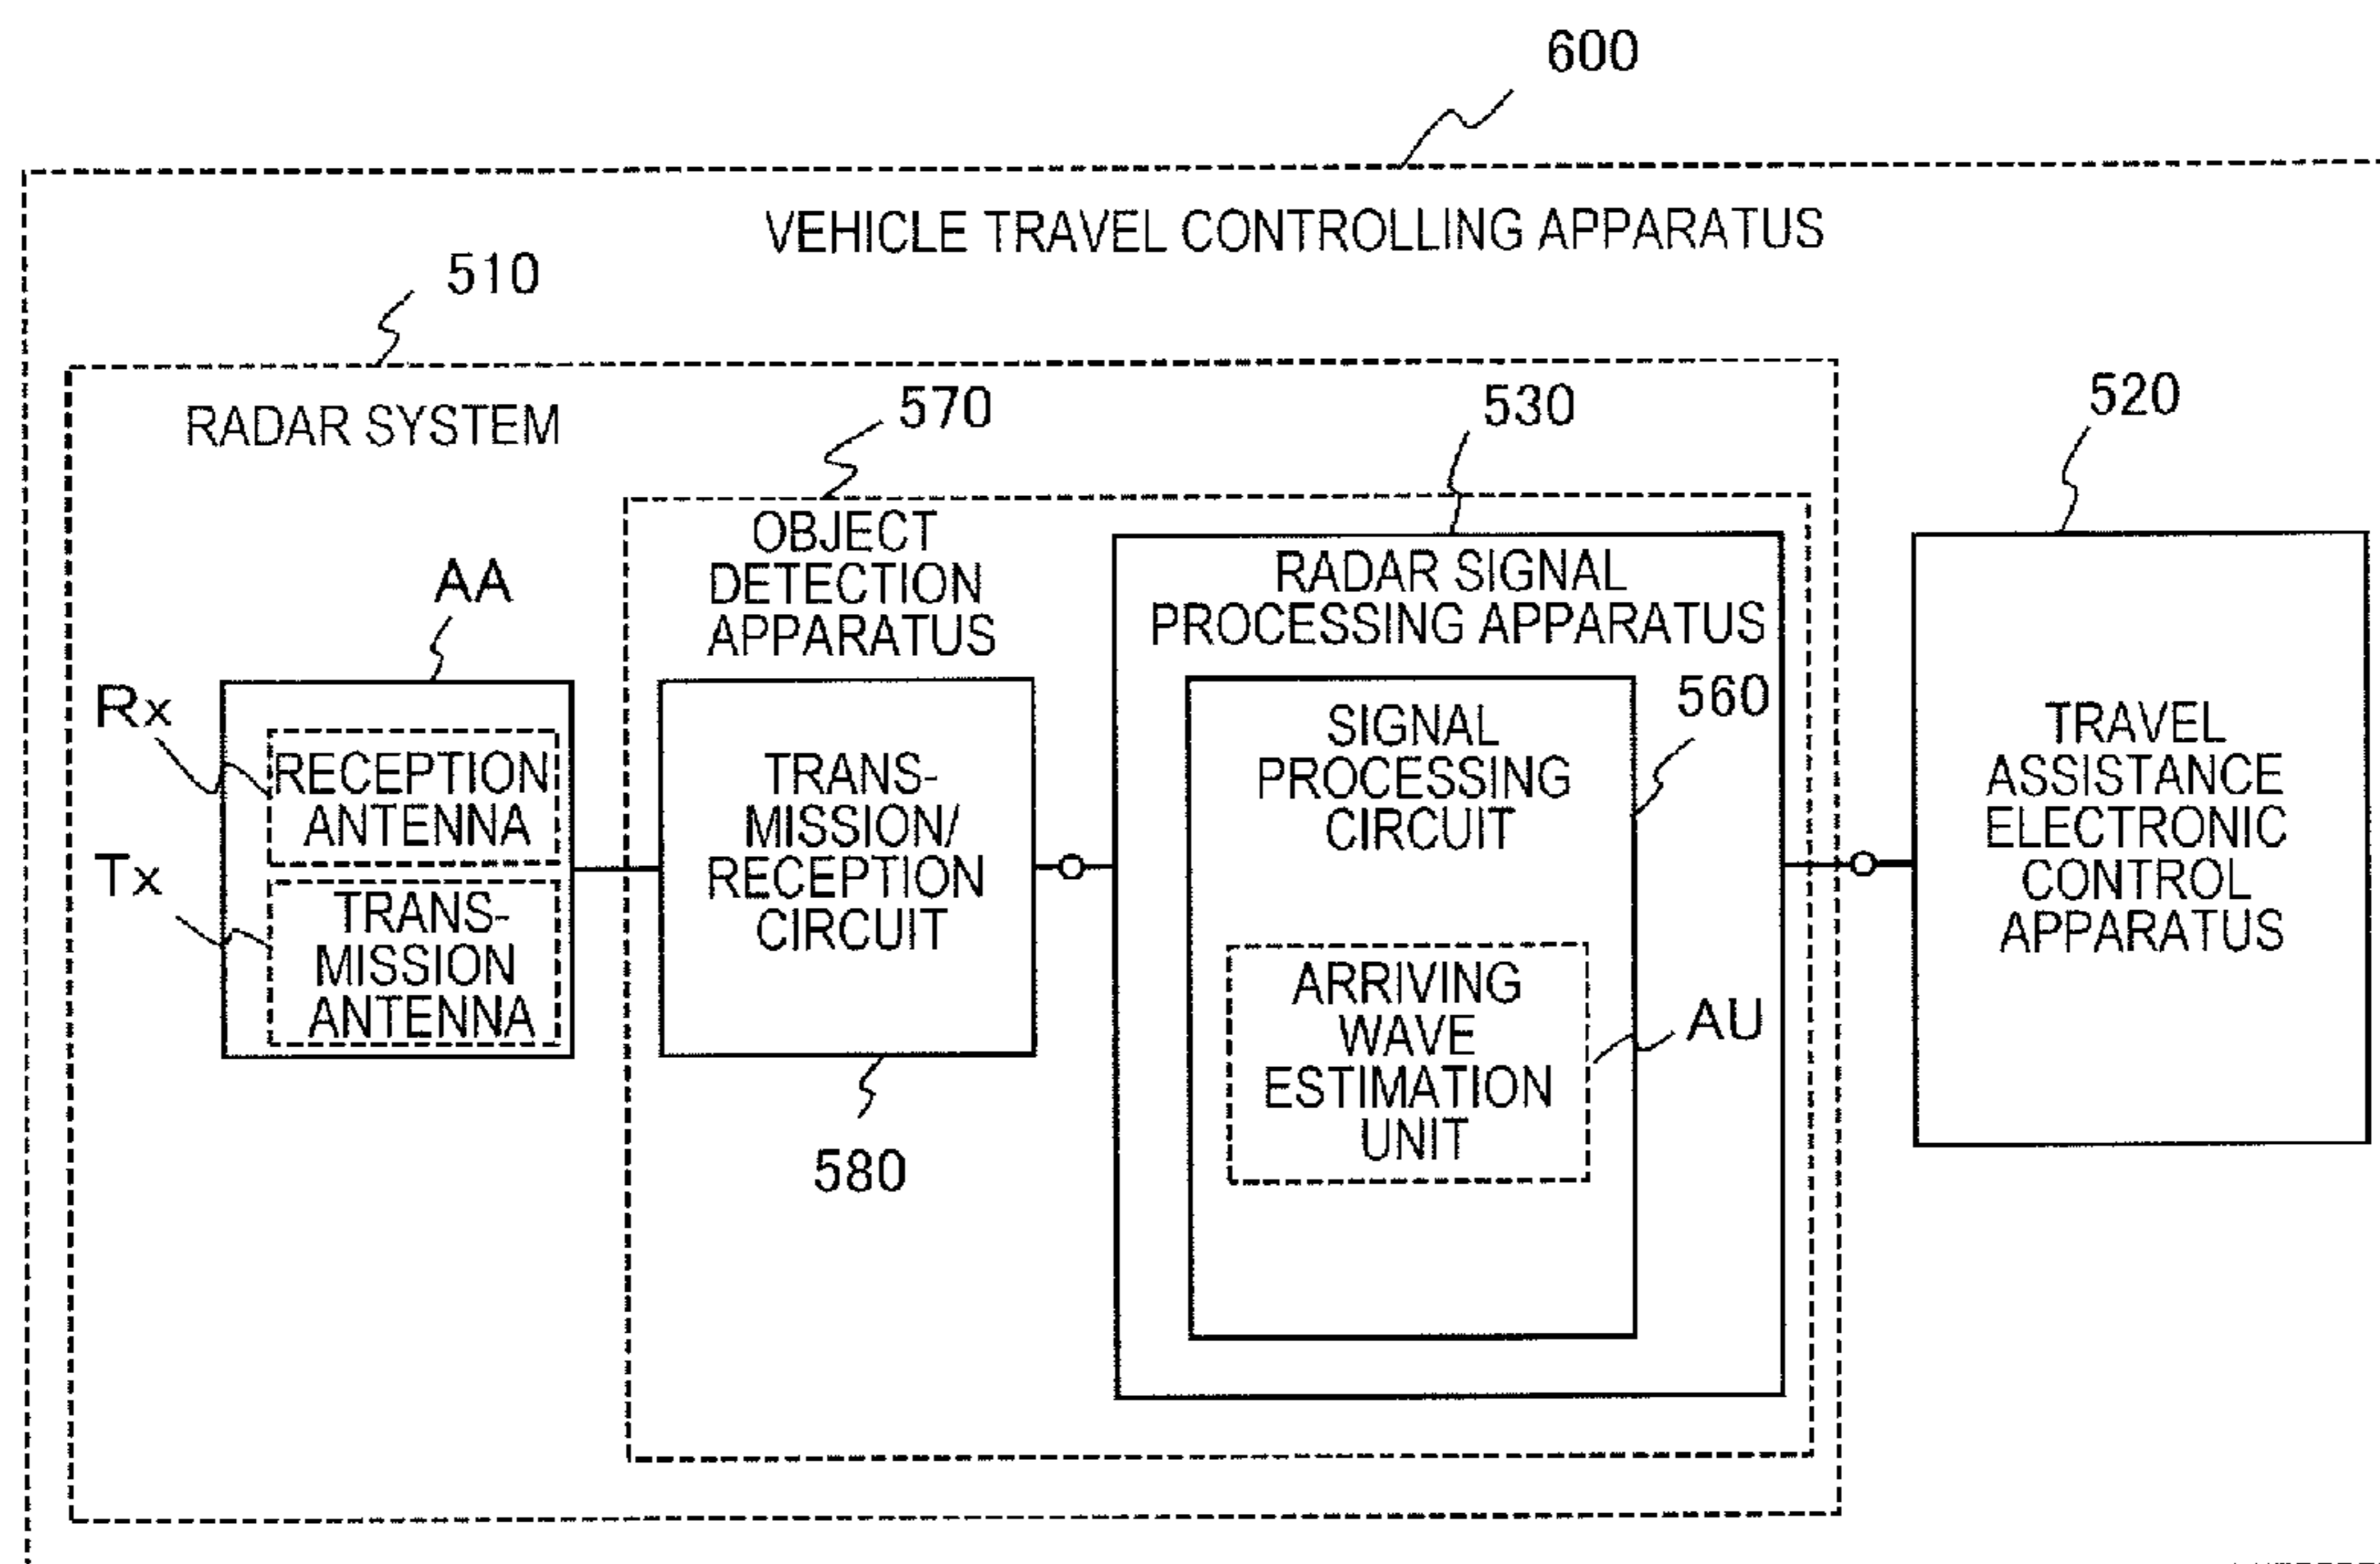 600
VEHICLE TRAVEL CONTROLLING APPARATUS
510
RADAR SYSTEM
570
530
520
OBJECT
DETECTION
APPARATUS
RADAR SIGNAL
PROCESSING APPARATUS
AA
Rx
RECEPTION
ANTENNA
Tx
TRANS-
MISSION
ANTENNA
TRANS-
MISSION/
RECEPTION
CIRCUIT
580
560
SIGNAL
PROCESSING
CIRCUIT
ARRIVING
WAVE
ESTIMATION
UNIT
AU
TRAVEL
ASSISTANCE
ELECTRONIC
CONTROL
APPARATUS